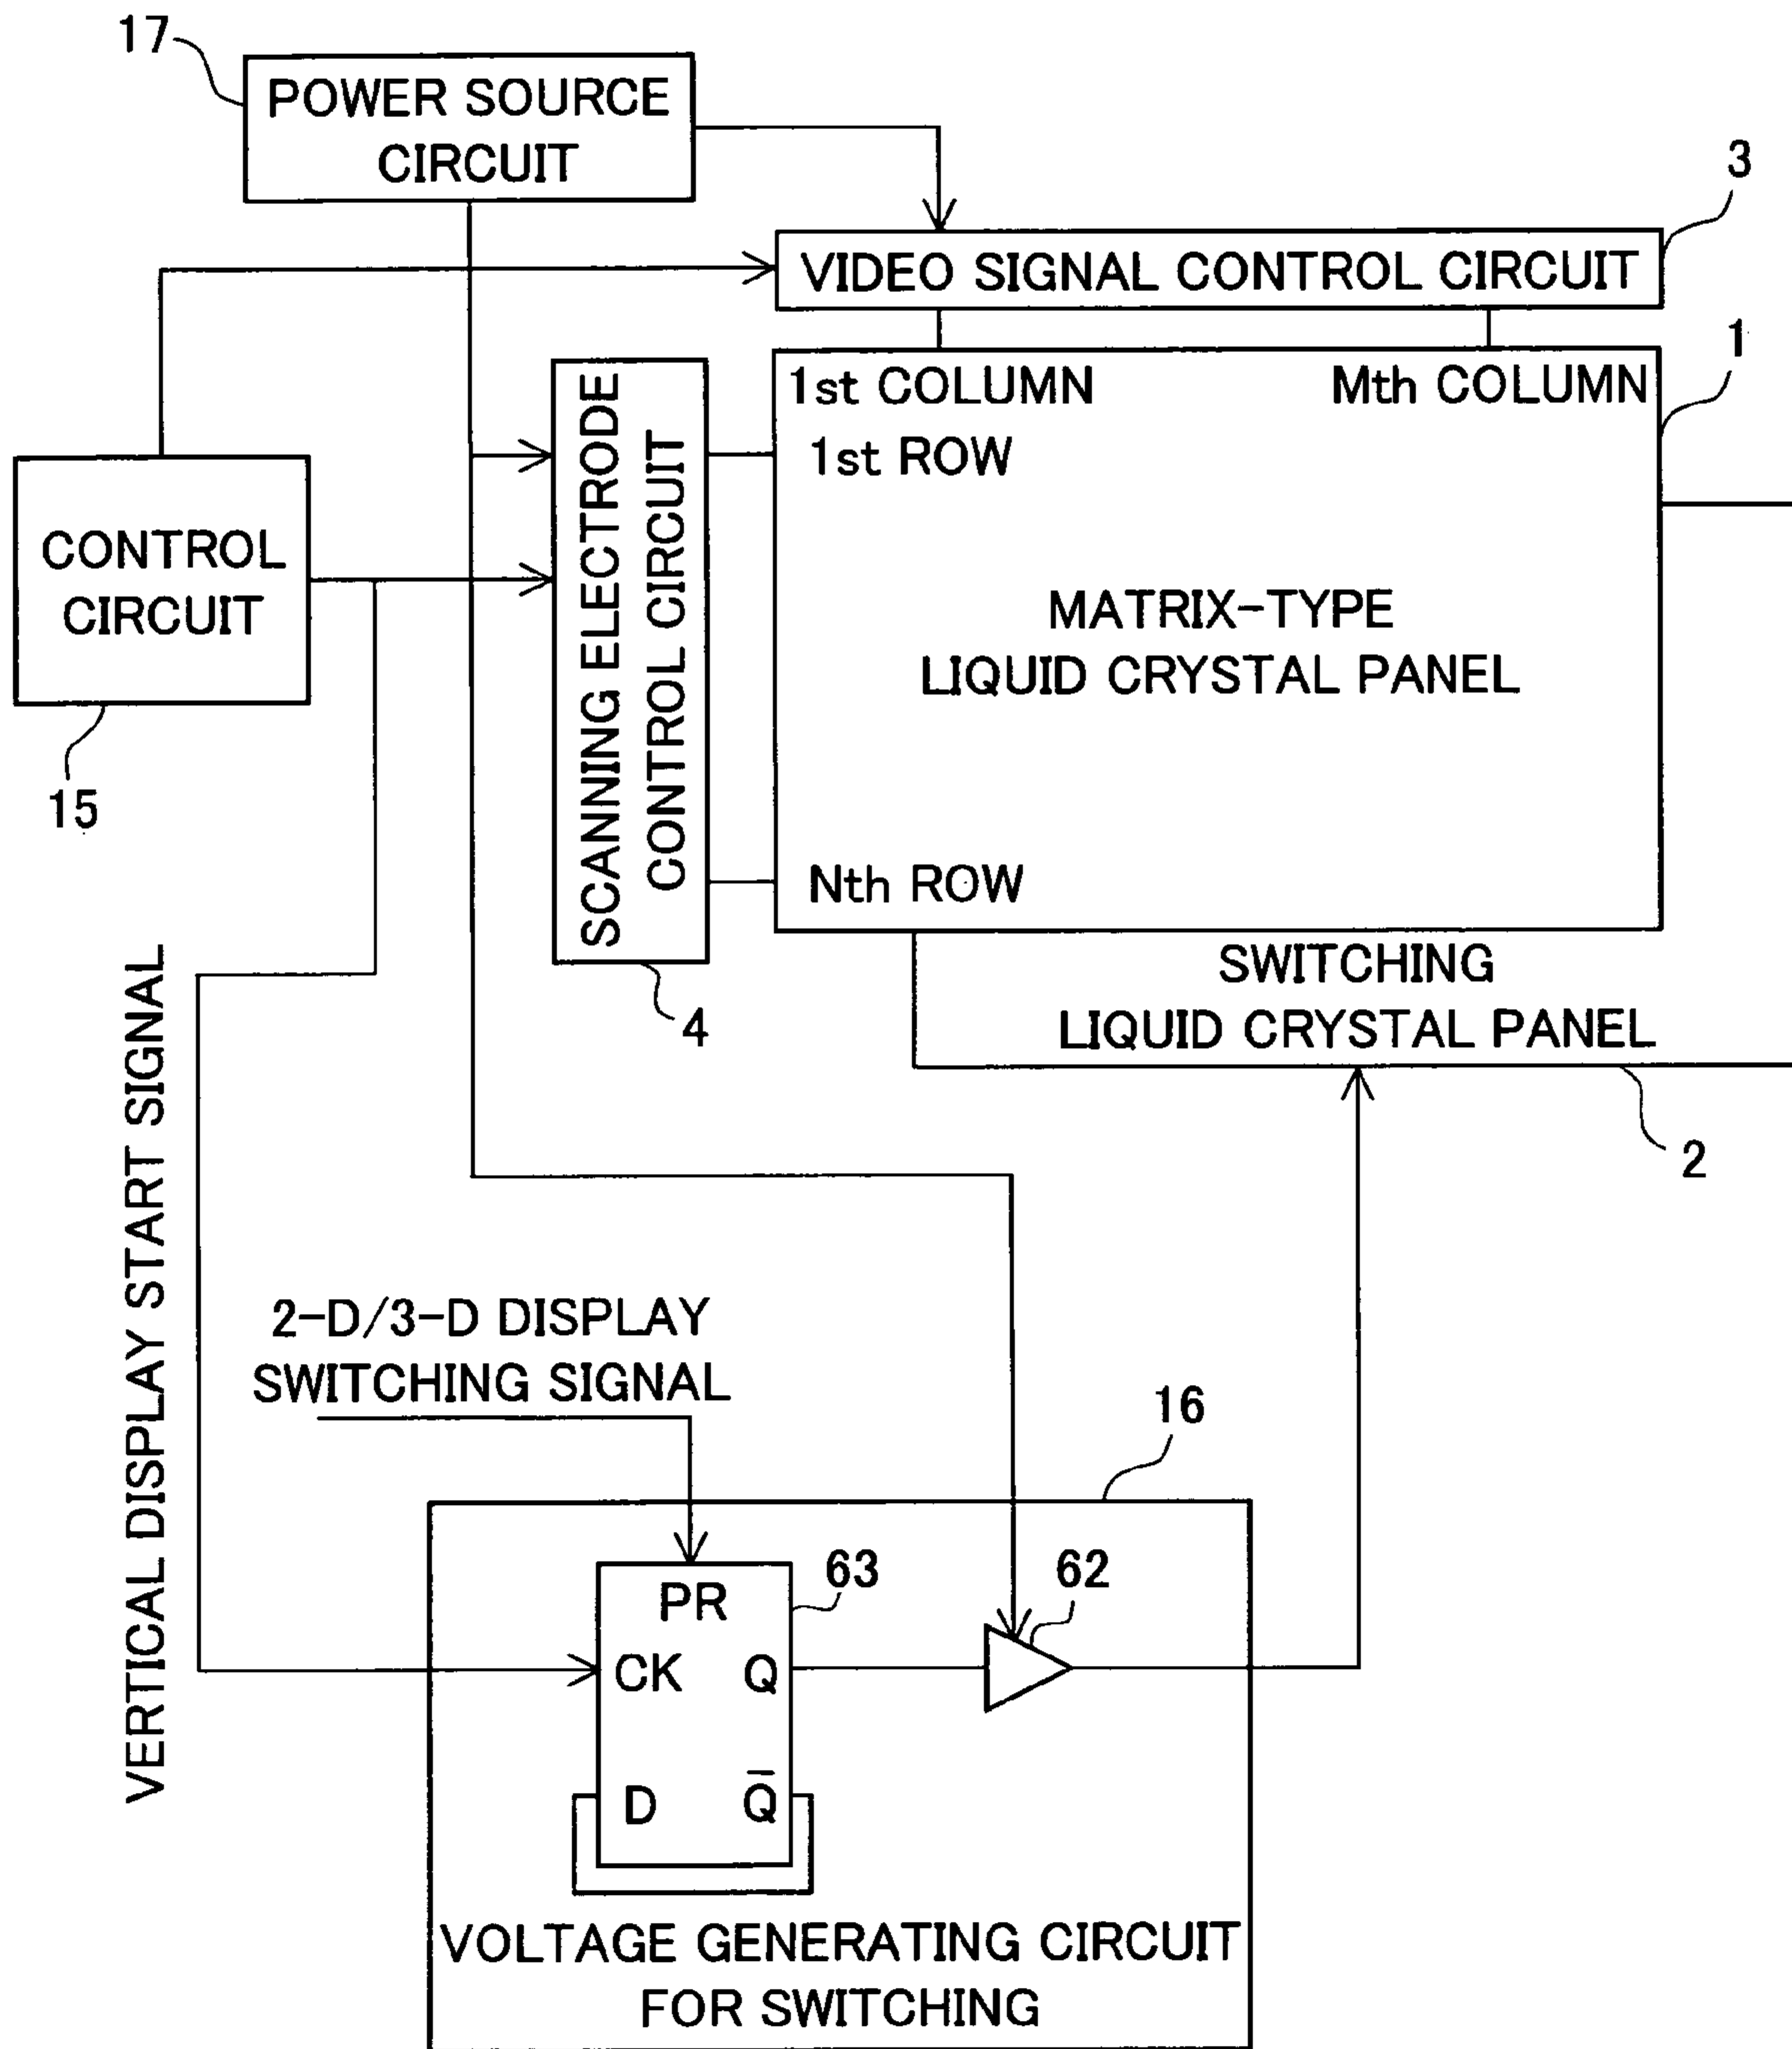 17
POWER SOURCE
CIRCUIT
3
VIDEO SIGNAL CONTROL CIRCUIT
1
1st COLUMN
Mth COLUMN
1st ROW
SCANNING ELECTRODE
CONTROL CIRCUIT
CONTROL
CIRCUIT
MATRIX-TYPE
LIQUID CRYSTAL PANEL
15
Nth ROW
4
SWITCHING
LIQUID CRYSTAL PANEL
2
VERTICAL DISPLAY START SIGNAL
2-D/3-D DISPLAY
SWITCHING SIGNAL
16
63
62
PR
CK
Q
D
Q̅
VOLTAGE GENERATING CIRCUIT
FOR SWITCHING